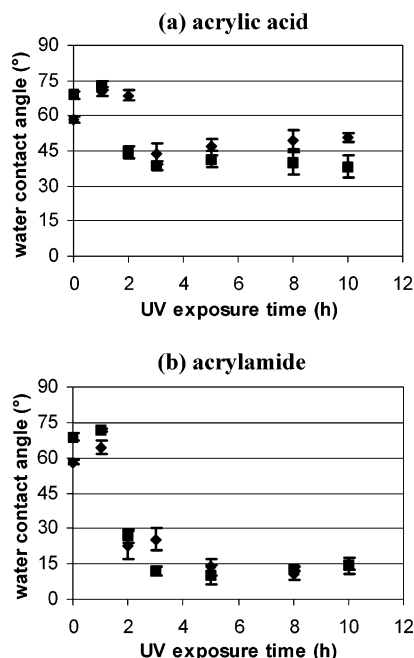 (a) acrylic acid
90
75
60
45
30
15
0
water contact angle (°)
0 2 4 6 8 10 12
UV exposure time (h)
(b) acrylamide
90
75
60
45
30
15
0
water contact angle (°)
0 2 4 6 8 10 12
UV exposure time (h)